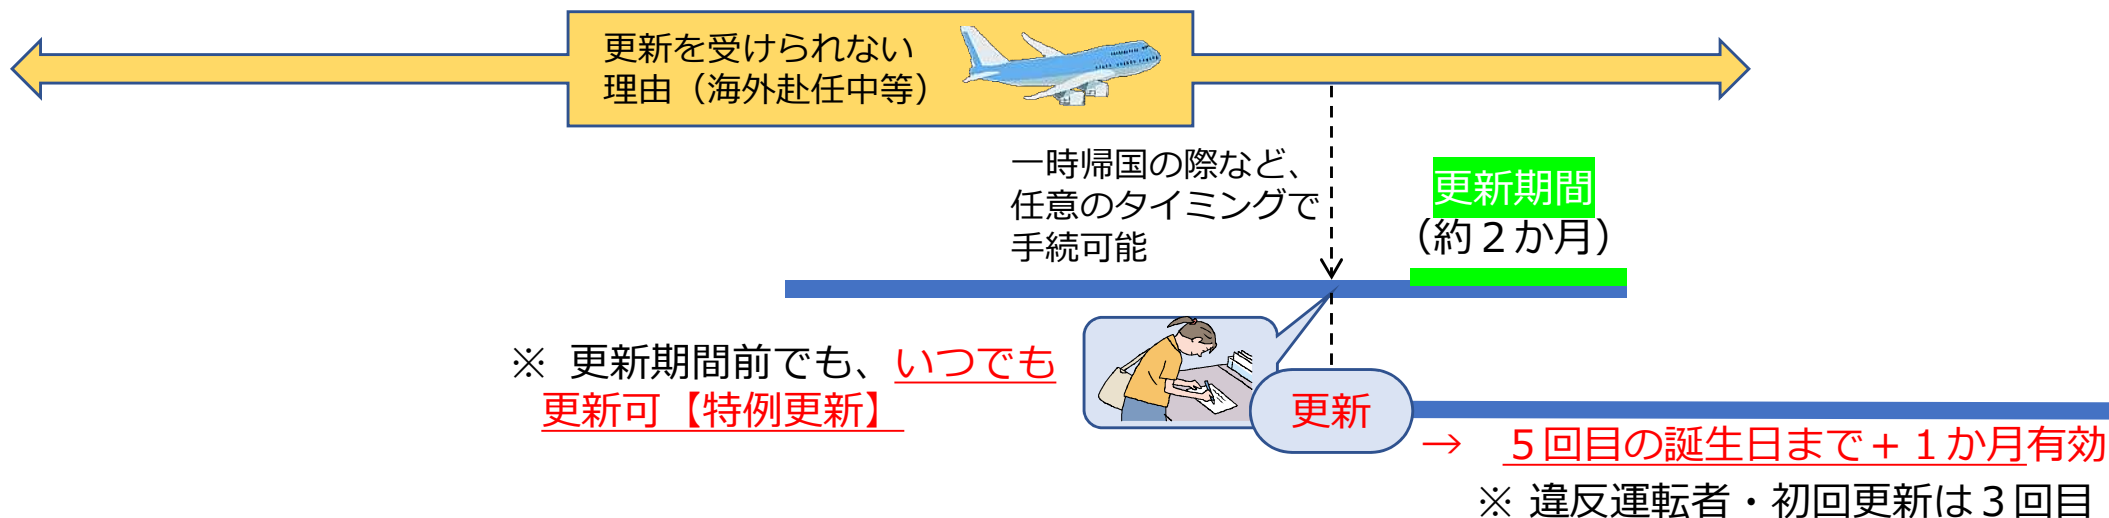 更新を受けられない
理由（海外赴任中等）
一時帰国の際など、
任意のタイミングで
手続可能
更新期間
（約２か月）
※ 更新期間前でも、いつでも
更新可【特例更新】
更新
→ ５回目の誕生日まで＋１か月有効
※ 違反運転者・初回更新は３回目